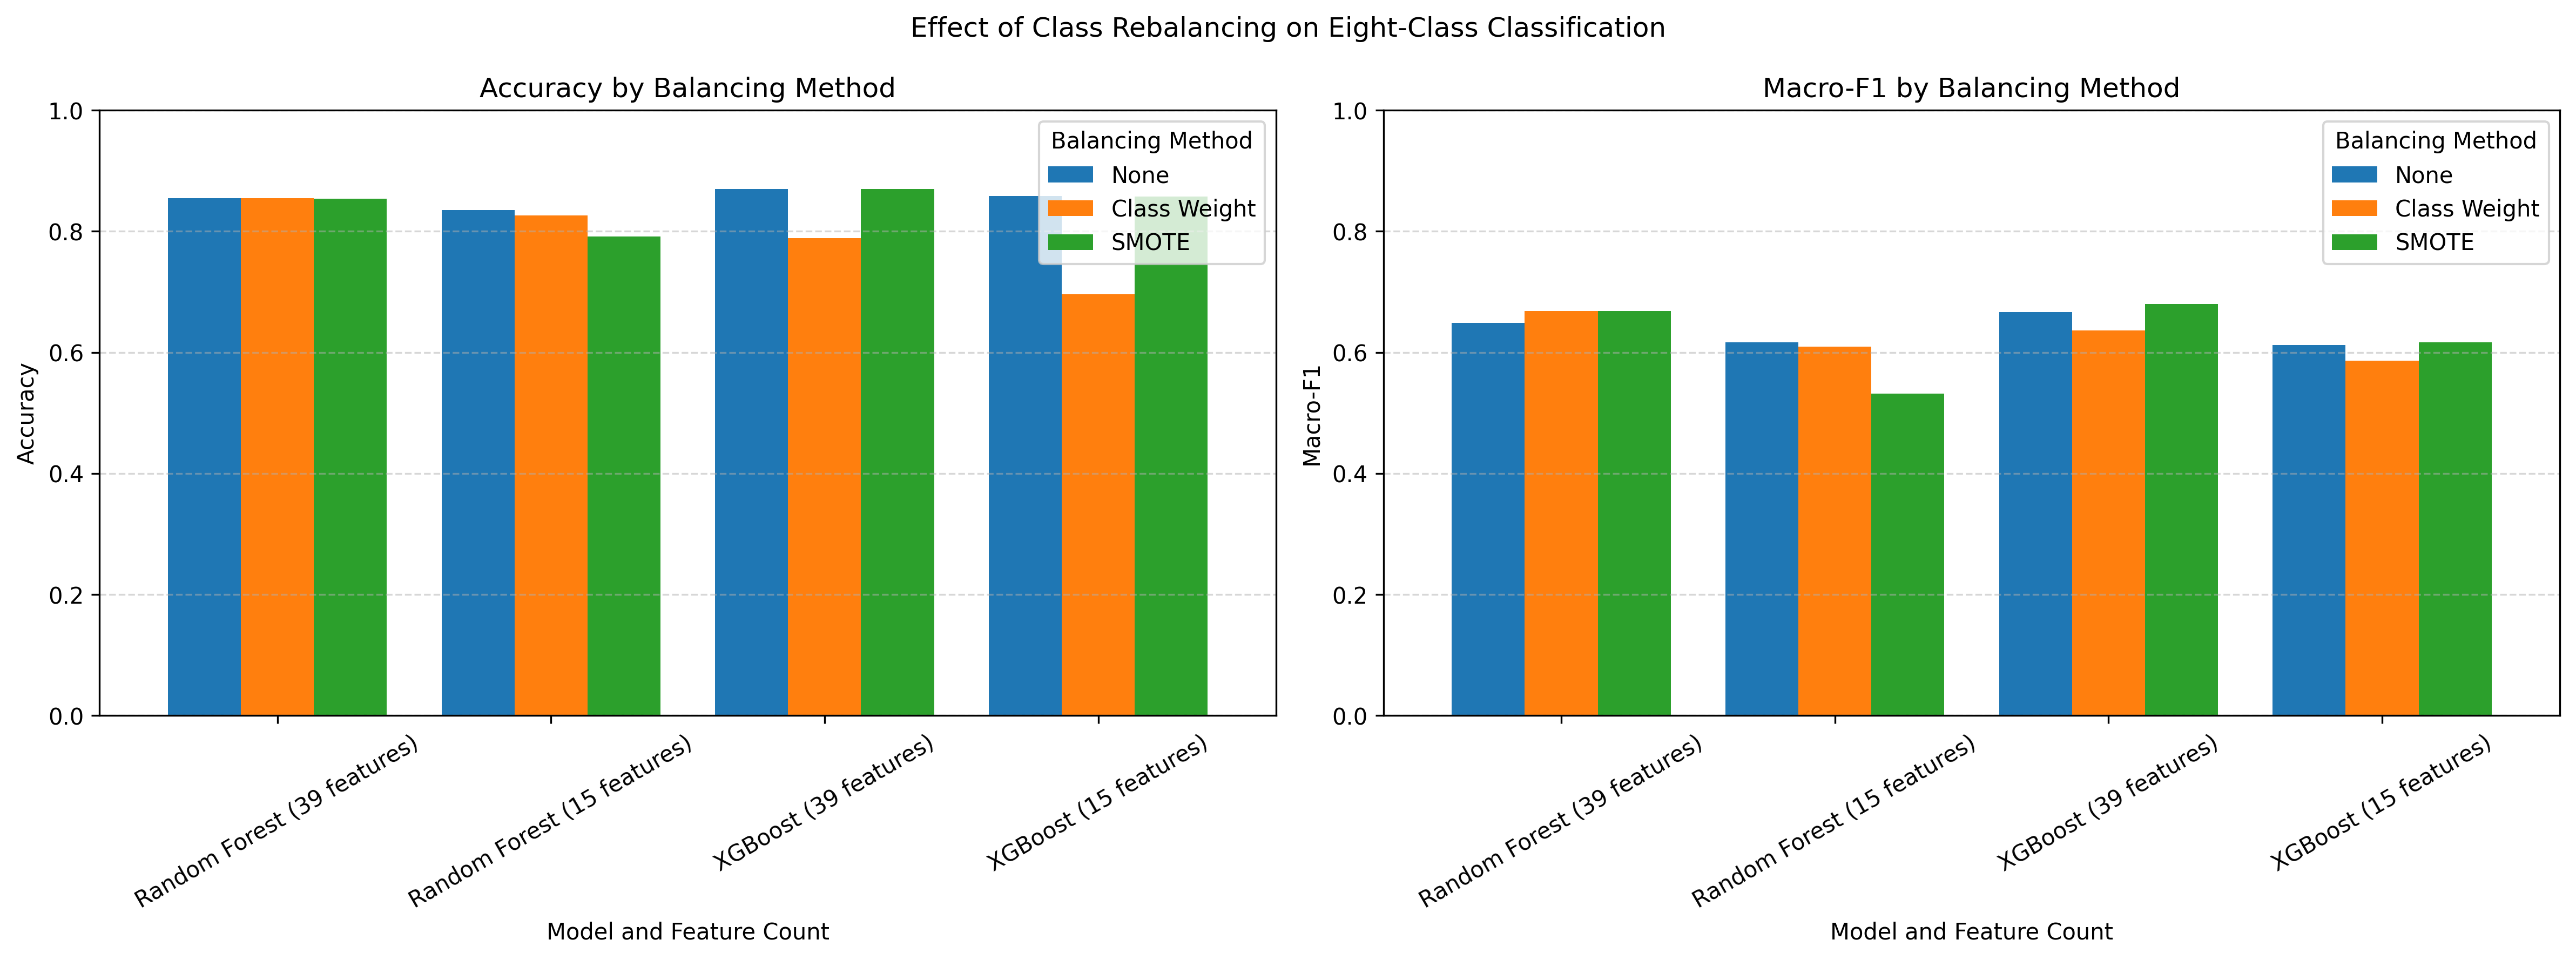 Effect of Class Rebalancing on Eight-Class Classification
Accuracy by Balancing Method
1.0
0.8
0.6
0.4
0.2
0.0
Accuracy
Balancing Method
None
Class Weight
SMOTE
Random Forest (39 features)
Random Forest (15 features)
XGBoost (39 features)
XGBoost (15 features)
Model and Feature Count
Macro-F1 by Balancing Method
1.0
0.8
0.6
0.4
0.2
0.0
Macro-F1
Balancing Method
None
Class Weight
SMOTE
Random Forest (39 features)
Random Forest (15 features)
XGBoost (39 features)
XGBoost (15 features)
Model and Feature Count